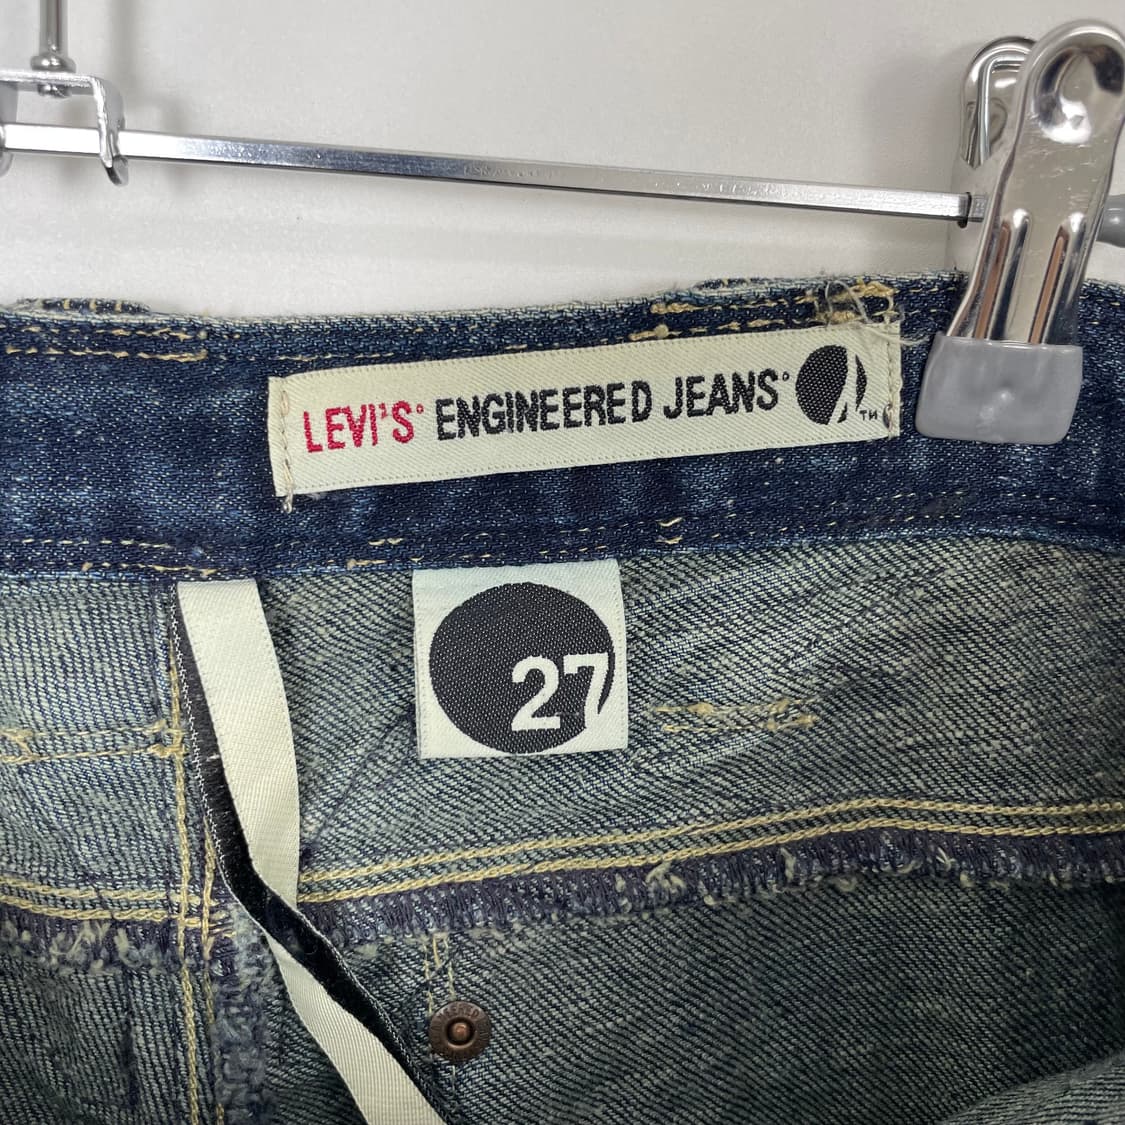 LEVI'S® ENGINEERED JEANS® TM
27